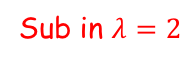 Sub in 𝜆 = 2